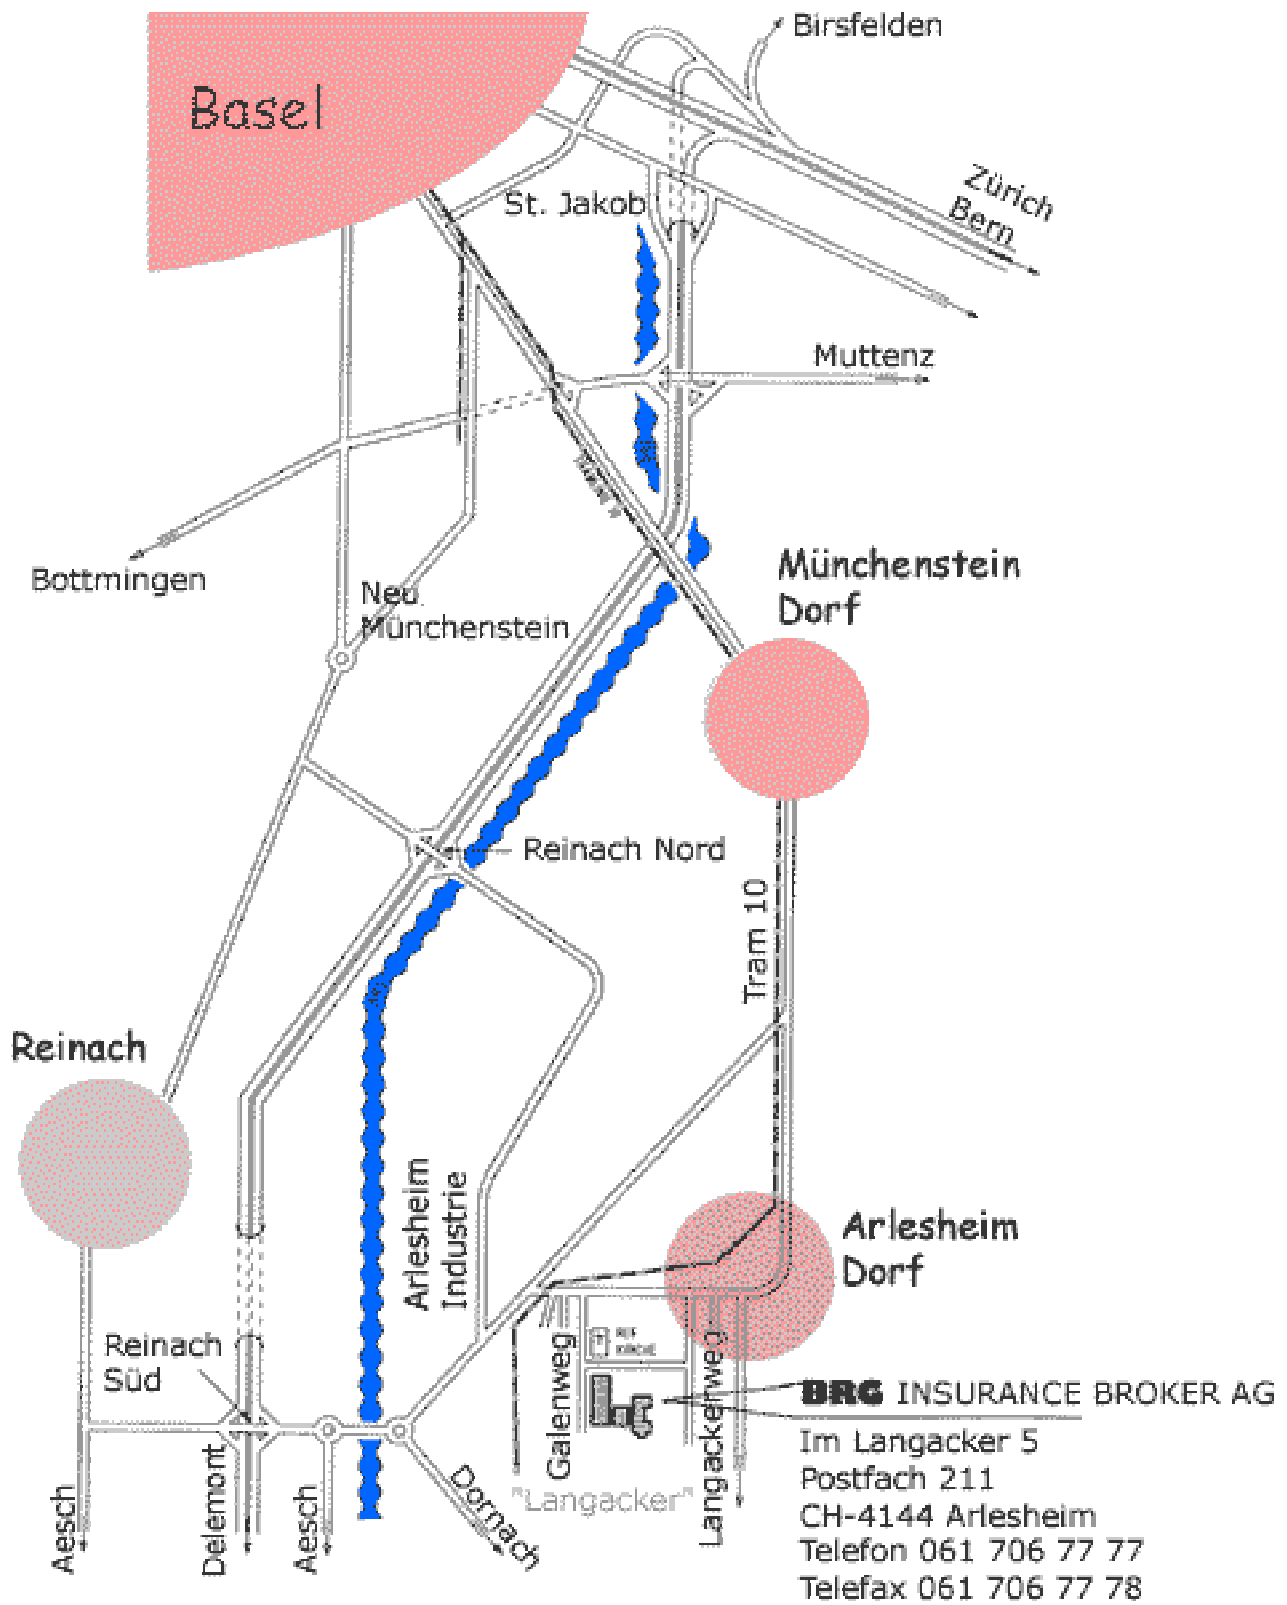 Birsfelden
Basel
Zürich
Bern
St. Jakob
Muttenz
Bottmingen
Neu
Münchenstein
Münchenstein
Dorf
Reinach Nord
Tram 10
Reinach
Arlesheim
Industrie
Arlesheim
Dorf
Reinach
Süd
REF
KIRCHE
Galenweg
Langackerweg
BRG INSURANCE BROKER AG
Im Langacker 5
Postfach 211
CH-4144 Arlesheim
Telefon 061 706 77 77
Telefax 061 706 77 78
"Langacker"
Aesch
Delemont
Aesch
Dornach